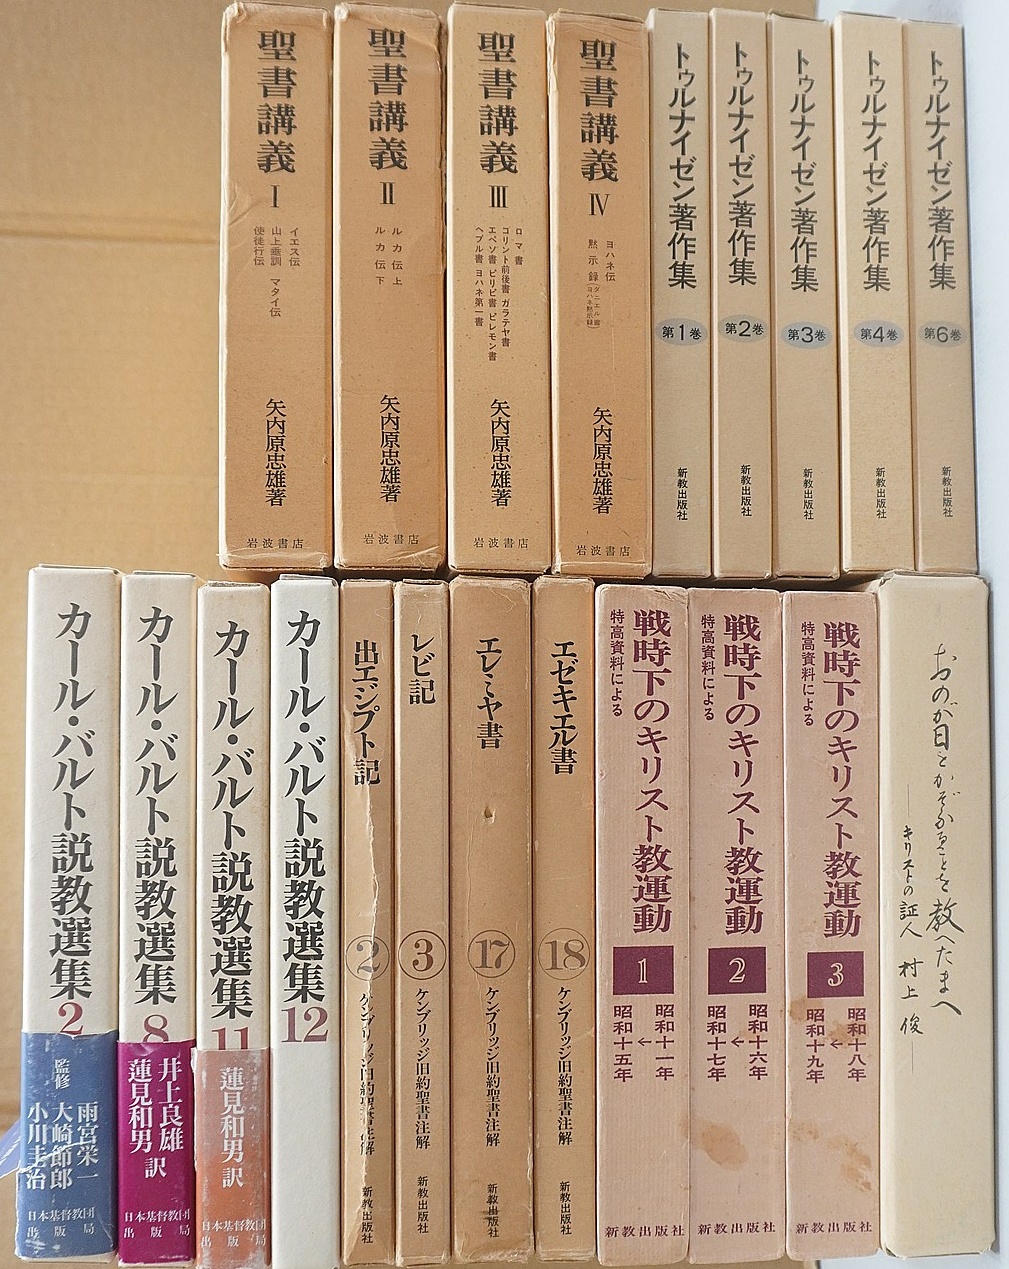 聖書講義
I
イエス伝
山上垂訓 マタイ伝
使徒行伝
矢内原忠雄著
岩波書店
聖書講義
II
ルカ伝 上
ルカ伝 下
矢内原忠雄著
岩波書店
聖書講義
III
ロマ書
コリント前後書 ガラテヤ書
エペソ書 ピリピ書 ピレモン書
ヘブル書 ヨハネ第一書
矢内原忠雄著
岩波書店
聖書講義
IV
ヨハネ伝
黙示録(ダニエル書 ヨハネ黙示録)
矢内原忠雄著
岩波書店
トゥルナイゼン著作集
第1巻
新教出版社
トゥルナイゼン著作集
第2巻
新教出版社
トゥルナイゼン著作集
第3巻
新教出版社
トゥルナイゼン著作集
第4巻
新教出版社
トゥルナイゼン著作集
第6巻
新教出版社
カール・バルト説教選集
2
監修
雨宮栄一
大崎節郎
小川圭治
日本基督教団
出版局
カール・バルト説教選集
8
井上良雄
蓮見和男 訳
日本基督教団
出版局
カール・バルト説教選集
11
蓮見和男 訳
日本基督教団
出版局
カール・バルト説教選集
12
出エジプト記
2
ケンブリッジ旧約聖書注解
新教出版社
レビ記
3
ケンブリッジ旧約聖書注解
新教出版社
エレミヤ書
17
ケンブリッジ旧約聖書注解
新教出版社
エゼキエル書
18
ケンブリッジ旧約聖書注解
新教出版社
戦時下のキリスト教運動
特高資料による
1
昭和十一年
↓
昭和十五年
新教出版社
戦時下のキリスト教運動
特高資料による
2
昭和十六年
↓
昭和十七年
新教出版社
戦時下のキリスト教運動
特高資料による
3
昭和十八年
↓
昭和十九年
新教出版社
おのが日をかぞふることを教へたまへ
―キリストの証人 村上俊―